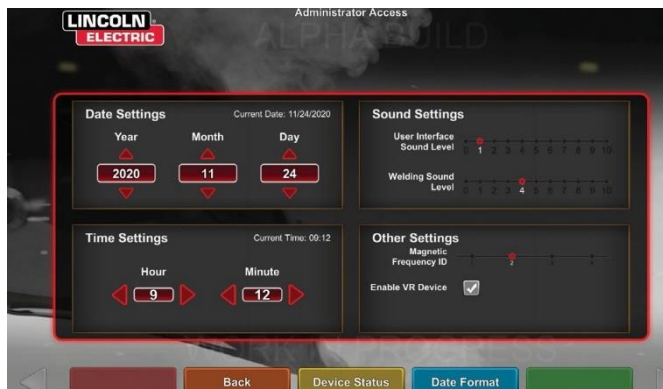 LINCOLN
ELECTRIC
Administrator Access
ALPHA BUILD
Date Settings
Current Date: 11/24/2020
Year
Month
Day
2020
11
24
Sound Settings
User Interface
Sound Level
0 1 2 3 4 5 6 7 8 9 10
Welding Sound
Level
0 1 2 3 4 5 6 7 8 9 10
Time Settings
Current Time: 09:12
Hour
Minute
9
12
Other Settings
Magnetic
Frequency ID
1 2 3 4
Enable VR Device
WORK IN PROGRESS
Back
Device Status
Date Format